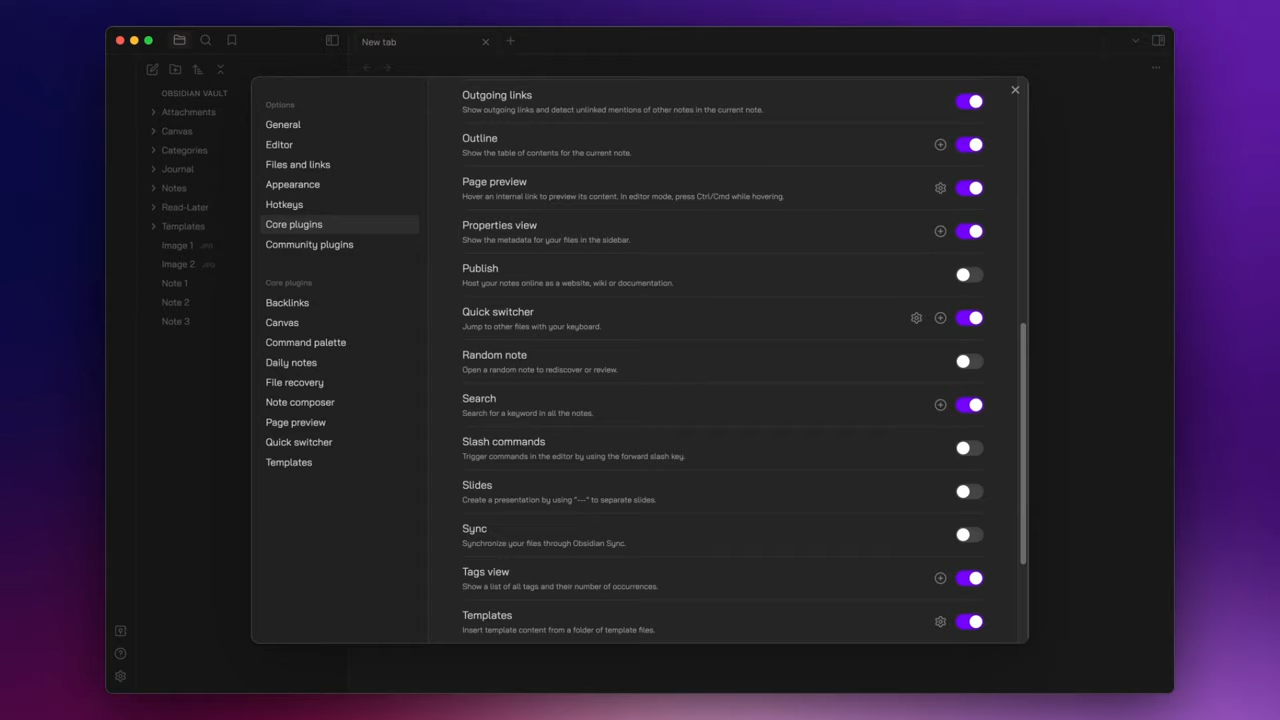 New tab
OBSIDIAN VAULT
Attachments
Canvas
Categories
Journal
Notes
Read-Later
Templates
Image 1 JPG
Image 2 JPG
Note 1
Note 2
Note 3
Options
General
Editor
Files and links
Appearance
Hotkeys
Core plugins
Community plugins
Core plugins
Backlinks
Canvas
Command palette
Daily notes
File recovery
Note composer
Page preview
Quick switcher
Templates
Outgoing links
Show outgoing links and detect unlinked mentions of other notes in the current note.
Outline
Show the table of contents for the current note.
Page preview
Hover an internal link to preview its content. In editor mode, press Ctrl/Cmd while hovering.
Properties view
Show the metadata for your files in the sidebar.
Publish
Host your notes online as a website, wiki or documentation.
Quick switcher
Jump to other files with your keyboard.
Random note
Open a random note to rediscover or review.
Search
Search for a keyword in all the notes.
Slash commands
Trigger commands in the editor by using the forward slash key.
Slides
Create a presentation by using "---" to separate slides.
Sync
Synchronize your files through Obsidian Sync.
Tags view
Show a list of all tags and their number of occurrences.
Templates
Insert template content from a folder of template files.